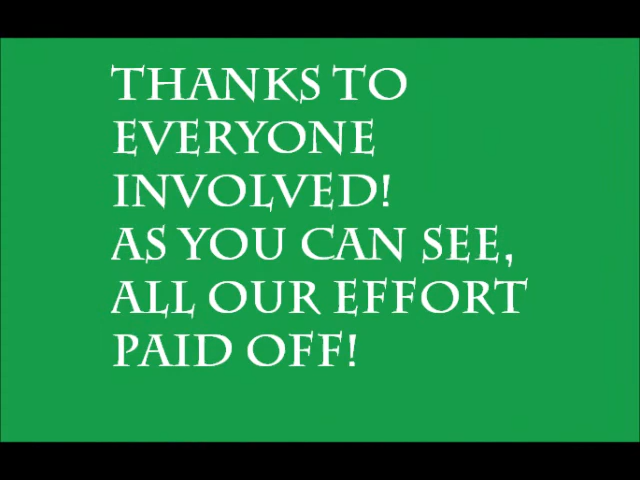 THANKS TO
EVERYONE
INVOLVED!
AS YOU CAN SEE,
ALL OUR EFFORT
PAID OFF!